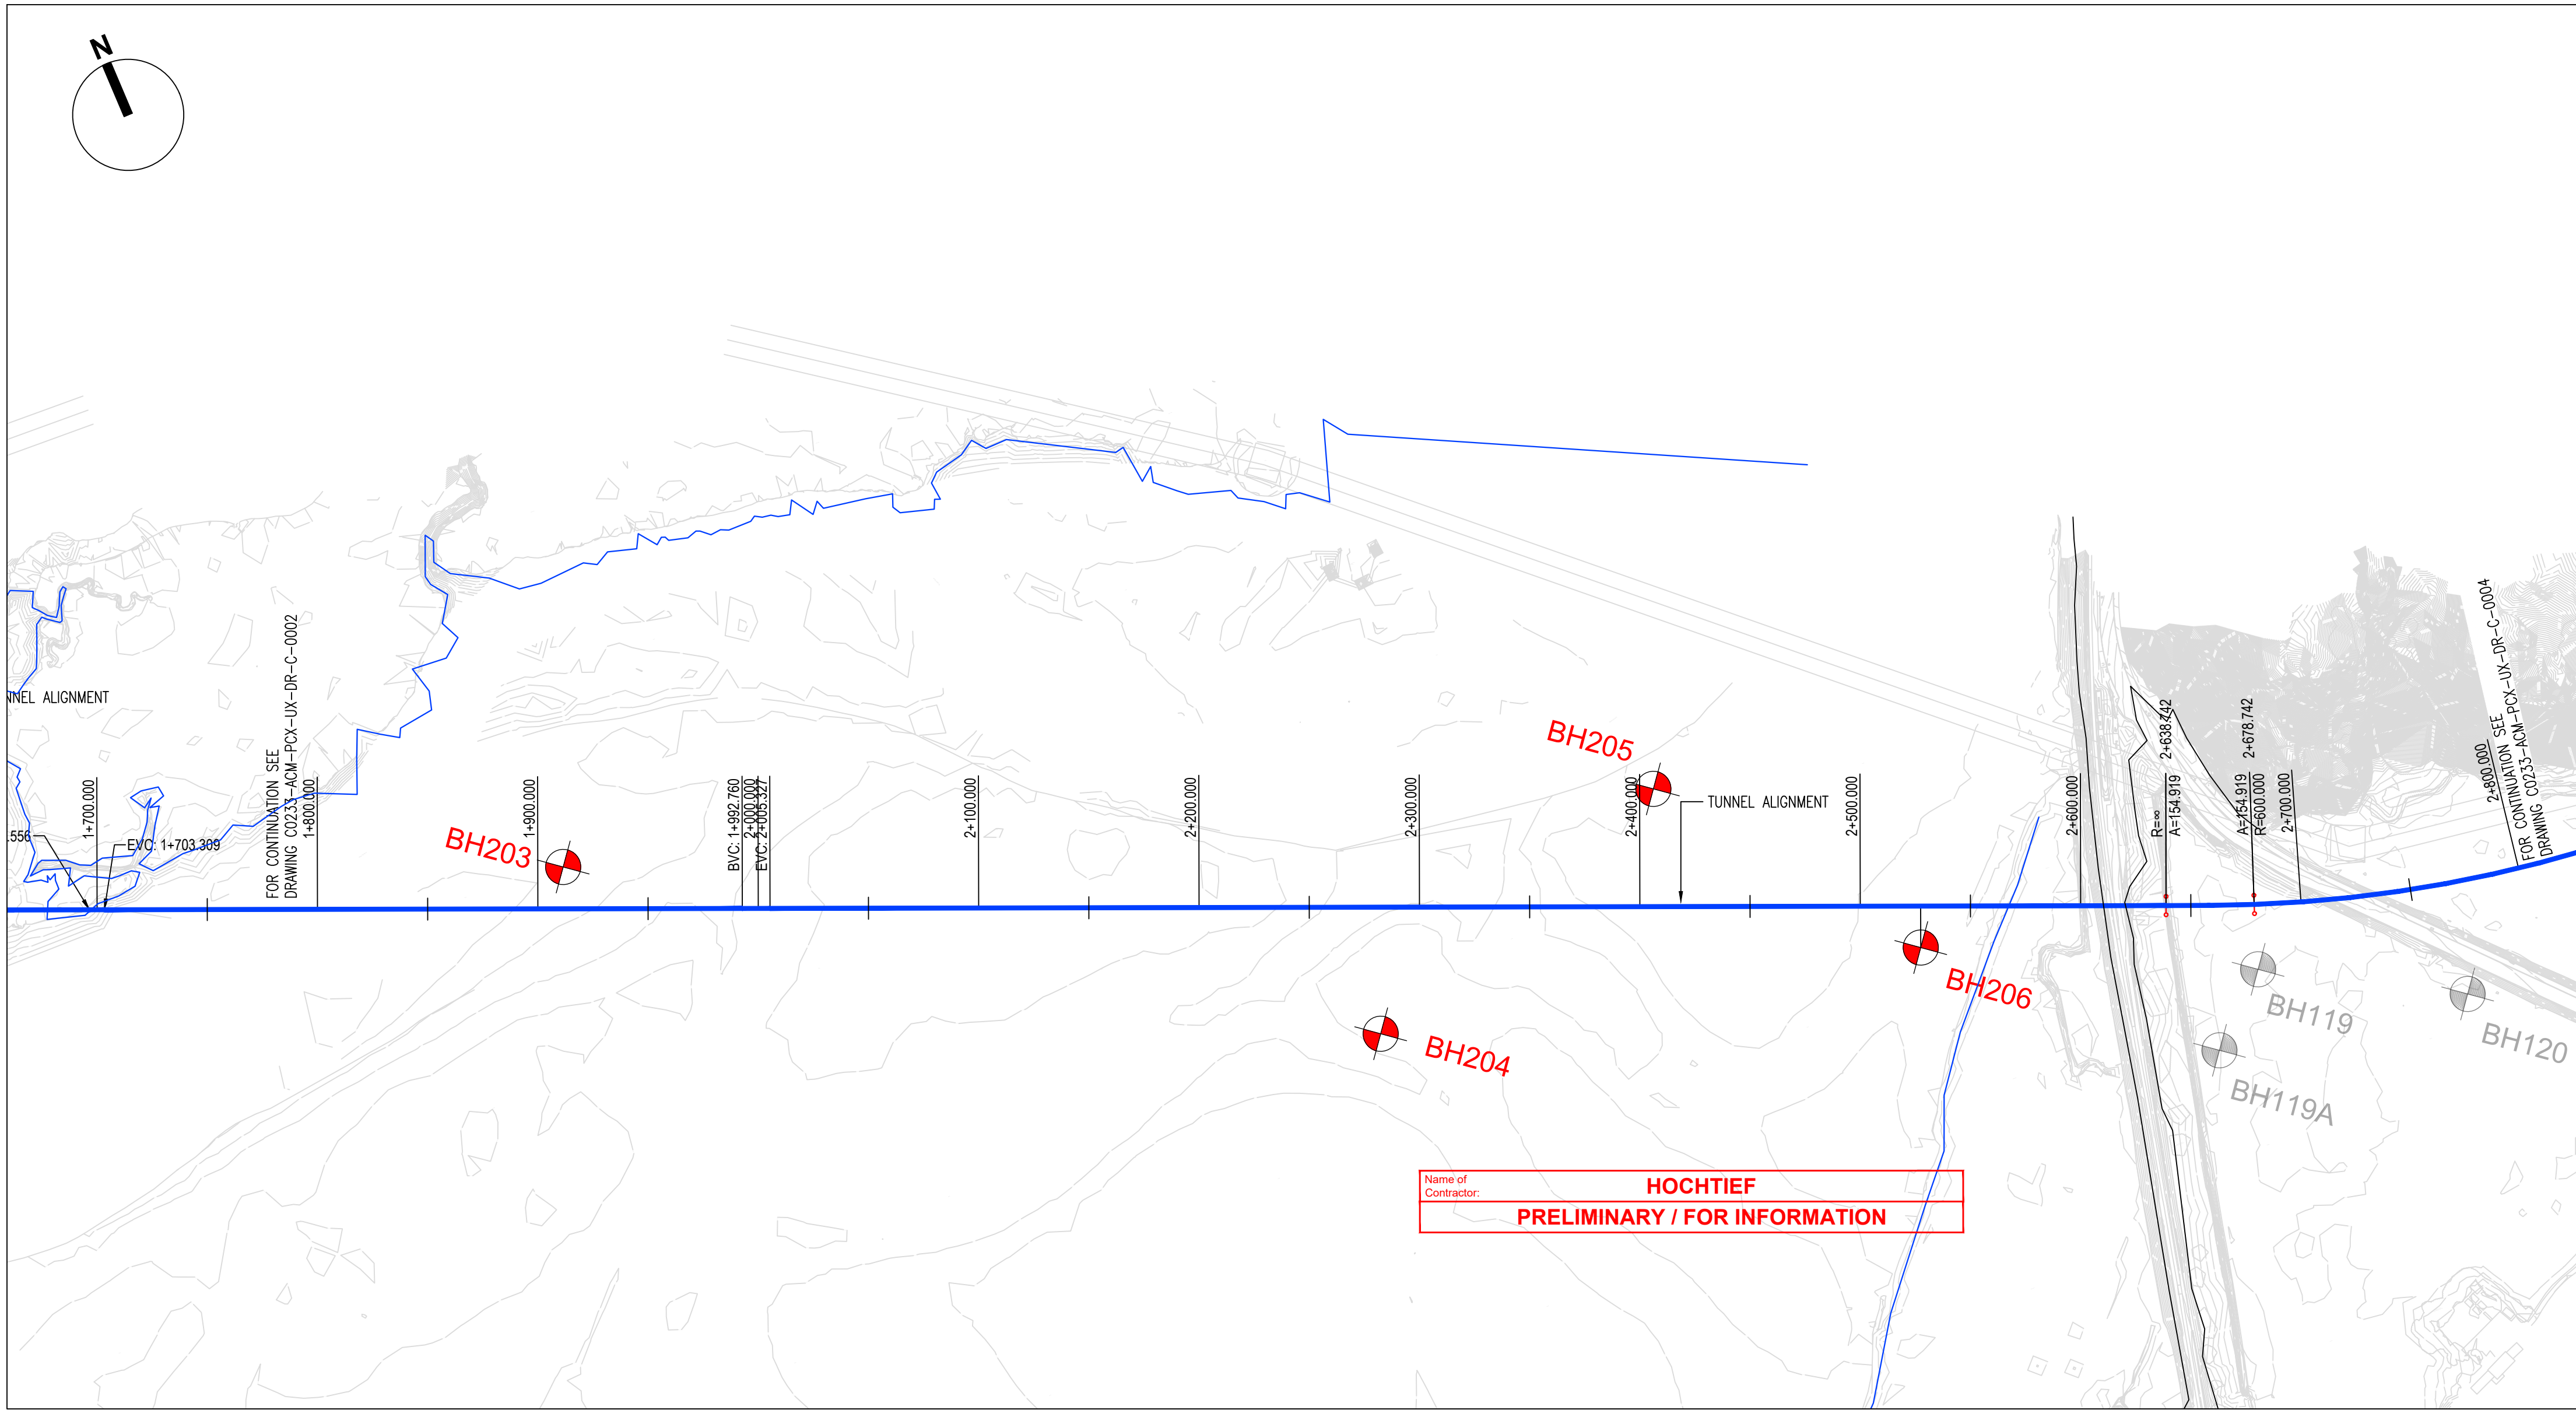 N
NNEL ALIGNMENT
.556
1+700.000
EVC: 1+703.309
FOR CONTINUATION SEE
DRAWING C0233-ACM-PCX-UX-DR-C-0002
1+800.000
BH203
1+900.000
BVC: 1+992.760
2+000.000
EVC: 2+005.327
2+100.000
2+200.000
2+300.000
BH204
BH205
2+400.000
TUNNEL ALIGNMENT
2+500.000
BH206
2+600.000
R=∞
A=154.919
2+638.742
A=154.919
R=600.000
2+678.742
2+700.000
2+800.000
FOR CONTINUATION SEE
DRAWING C0233-ACM-PCX-UX-DR-C-0004
BH119
BH119A
BH120
Name of
Contractor:
HOCHTIEF
PRELIMINARY / FOR INFORMATION